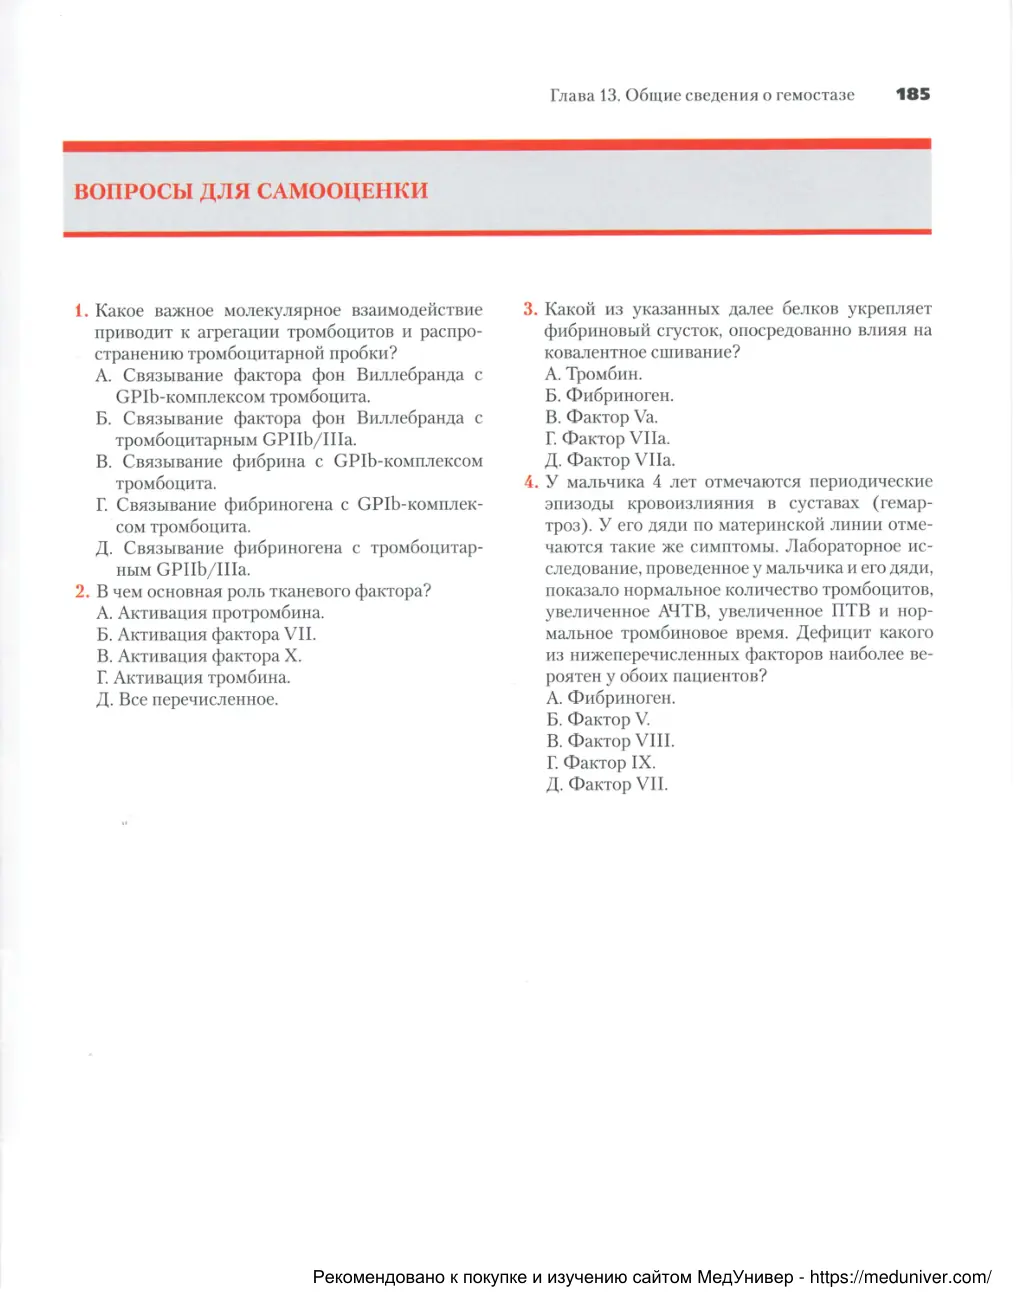 Глава 13. Общие сведения о гемостазе 185
ВОПРОСЫ ДЛЯ САМООЦЕНКИ
1. Какое важное молекулярное взаимодействие
приводит к агрегации тромбоцитов и распро-
странению тромбоцитарной пробки?
А. Связывание фактора фон Виллебранда с
GPIb-комплексом тромбоцита.
Б. Связывание фактора фон Виллебранда с
тромбоцитарным GPIIb/IIIa.
В. Связывание фибрина с GPIb-комплексом
тромбоцита.
Г. Связывание фибриногена с GPIb-комплек-
сом тромбоцита.
Д. Связывание фибриногена с тромбоцитар-
ным GPIIb/IIIa.
2. В чем основная роль тканевого фактора?
А. Активация протромбина.
Б. Активация фактора VII.
В. Активация фактора X.
Г. Активация тромбина.
Д. Все перечисленное.
3. Какой из указанных далее белков укрепляет
фибриновый сгусток, опосредованно влияя на
ковалентное сшивание?
А. Тромбин.
Б. Фибриноген.
В. Фактор Va.
Г. Фактор VIIa.
Д. Фактор VIIa.
4. У мальчика 4 лет отмечаются периодические
эпизоды кровоизлияния в суставах (гемар-
троз). У его дяди по материнской линии отме-
чаются такие же симптомы. Лабораторное ис-
следование, проведенное у мальчика и его дяди,
показало нормальное количество тромбоцитов,
увеличенное АЧТВ, увеличенное ПТВ и нор-
мальное тромбиновое время. Дефицит какого
из нижеперечисленных факторов наиболее ве-
роятен у обоих пациентов?
А. Фибриноген.
Б. Фактор V.
В. Фактор VIII.
Г. Фактор IX.
Д. Фактор VII.
Рекомендовано к покупке и изучению сайтом МедУнивер - https://meduniver.com/